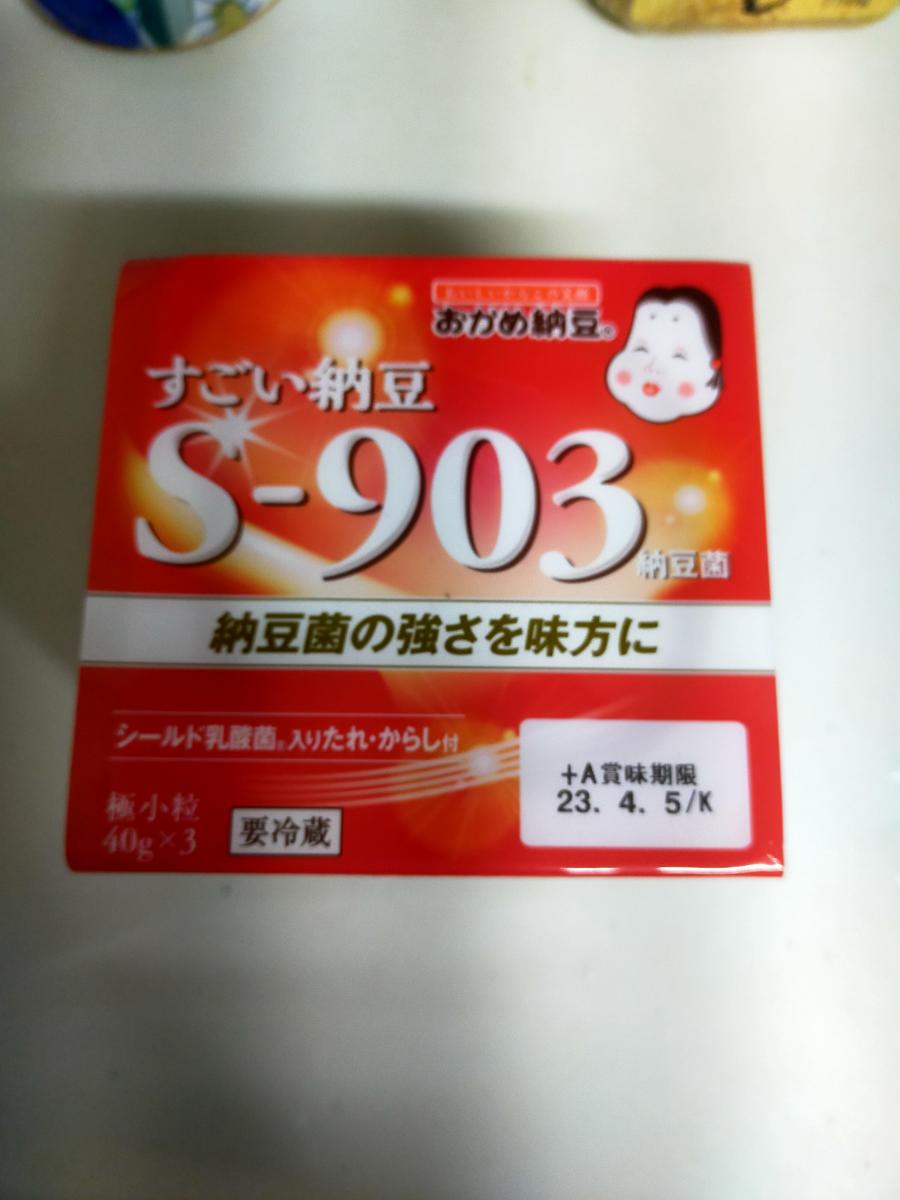 おかめ納豆®
すごい納豆
S-903
納豆菌
納豆菌の強さを味方に
シールド乳酸菌®入りたれ・からし付
極小粒
40g×3
要冷蔵
+A賞味期限
23. 4. 5/K